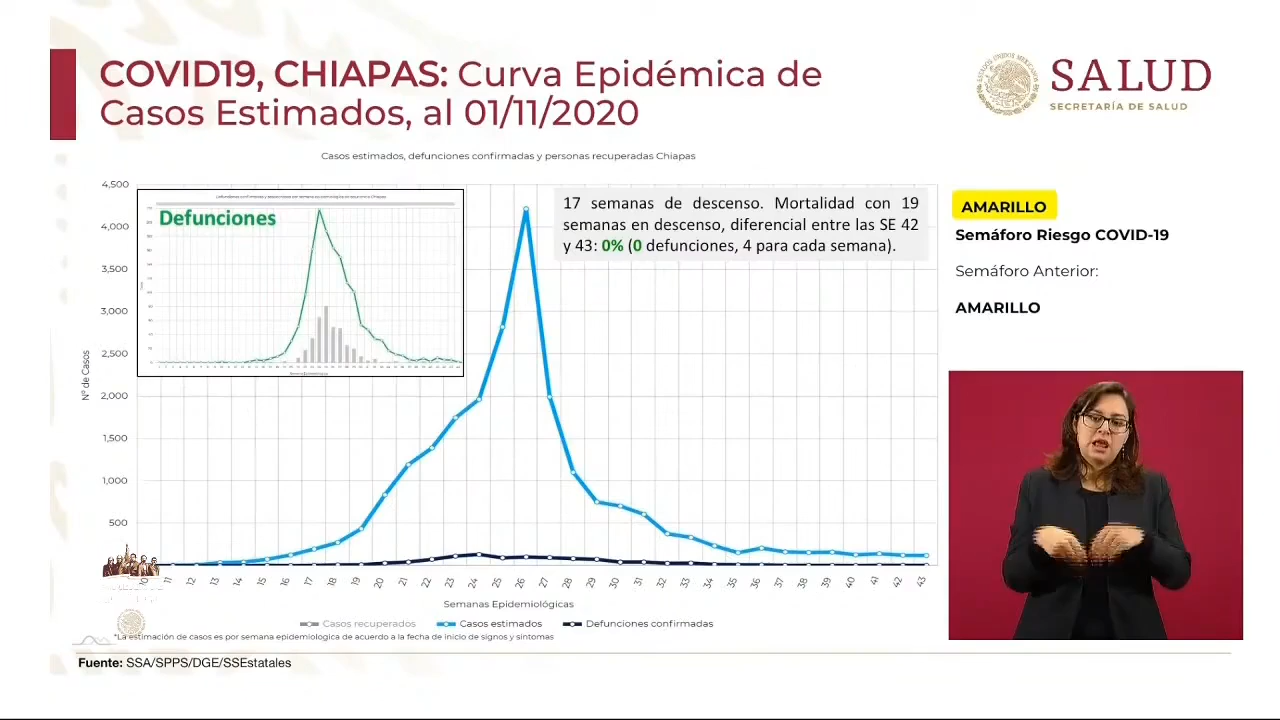 COVID19, CHIAPAS: Curva Epidémica de
Casos Estimados, al 01/11/2020
SALUD
SECRETARÍA DE SALUD
Casos estimados, defunciones confirmadas y personas recuperadas Chiapas
Defunciones
17 semanas de descenso. Mortalidad con 19
semanas en descenso, diferencial entre las SE 42
y 43: 0% (0 defunciones, 4 para cada semana).
AMARILLO
Semáforo Riesgo COVID-19
Semáforo Anterior:
AMARILLO
Nº de Casos
4,500
4,000
3,500
3,000
2,500
2,000
1,500
1,000
500
10 11 12 13 14 15 16 17 18 19 20 21 22 23 24 25 26 27 28 29 30 31 32 33 34 35 36 37 38 39 40 41 42 43
Semanas Epidemiológicas
Casos recuperados Casos estimados Defunciones confirmadas
*La estimación de casos es por semana epidemiologica de acuerdo a la fecha de inicio de signos y sintomas
Fuente: SSA/SPPS/DGE/SSEstatales